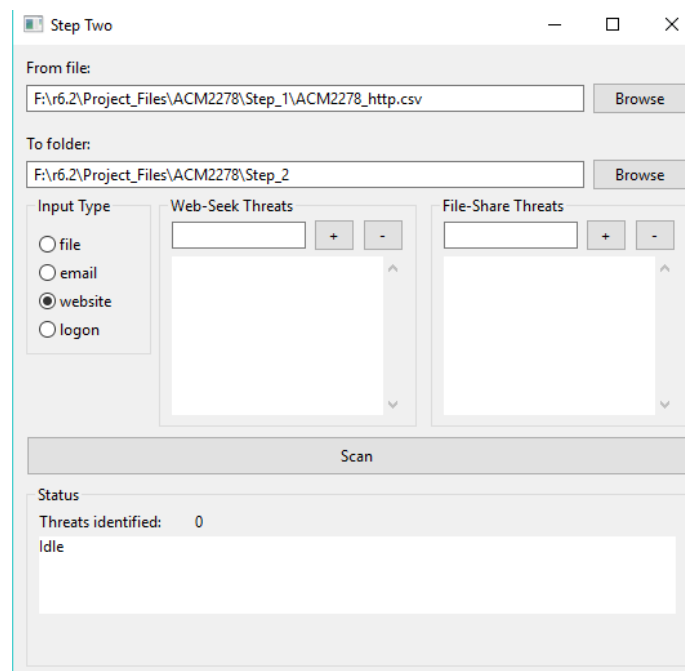 Step Two
From file:
F:\r6.2\Project_Files\ACM2278\Step_1\ACM2278_http.csv
Browse
To folder:
F:\r6.2\Project_Files\ACM2278\Step_2
Browse
Input Type
file
email
website
logon
Web-Seek Threats
+ -
File-Share Threats
+ -
Scan
Status
Threats identified: 0
Idle